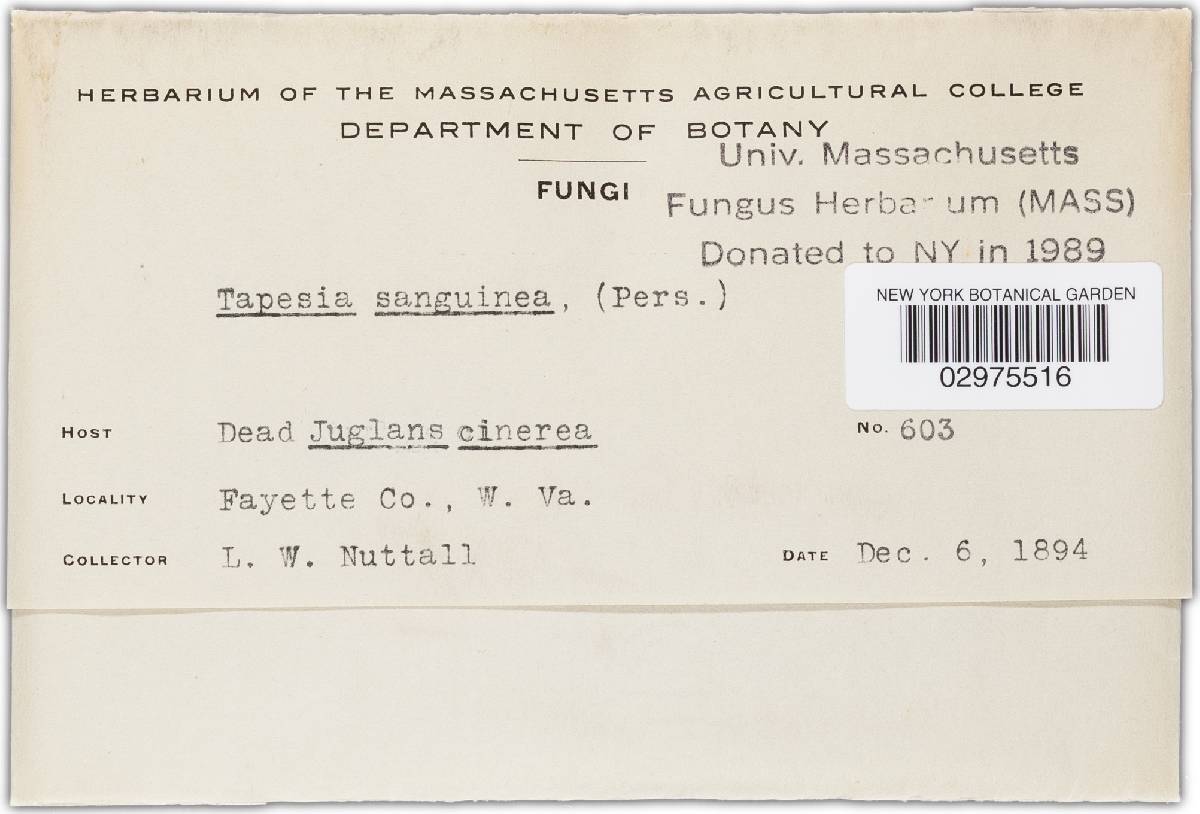 HERBARIUM OF THE MASSACHUSETTS AGRICULTURAL COLLEGE
DEPARTMENT OF BOTANY
FUNGI
Univ. Massachusetts
Fungus Herbarium (MASS)
Donated to NY in 1989
Tapesia sanguinea, (Pers.)
NEW YORK BOTANICAL GARDEN
02975516
HOST Dead Juglans cinerea No. 603
LOCALITY Fayette Co., W. Va.
COLLECTOR L. W. Nuttall DATE Dec. 6, 1894